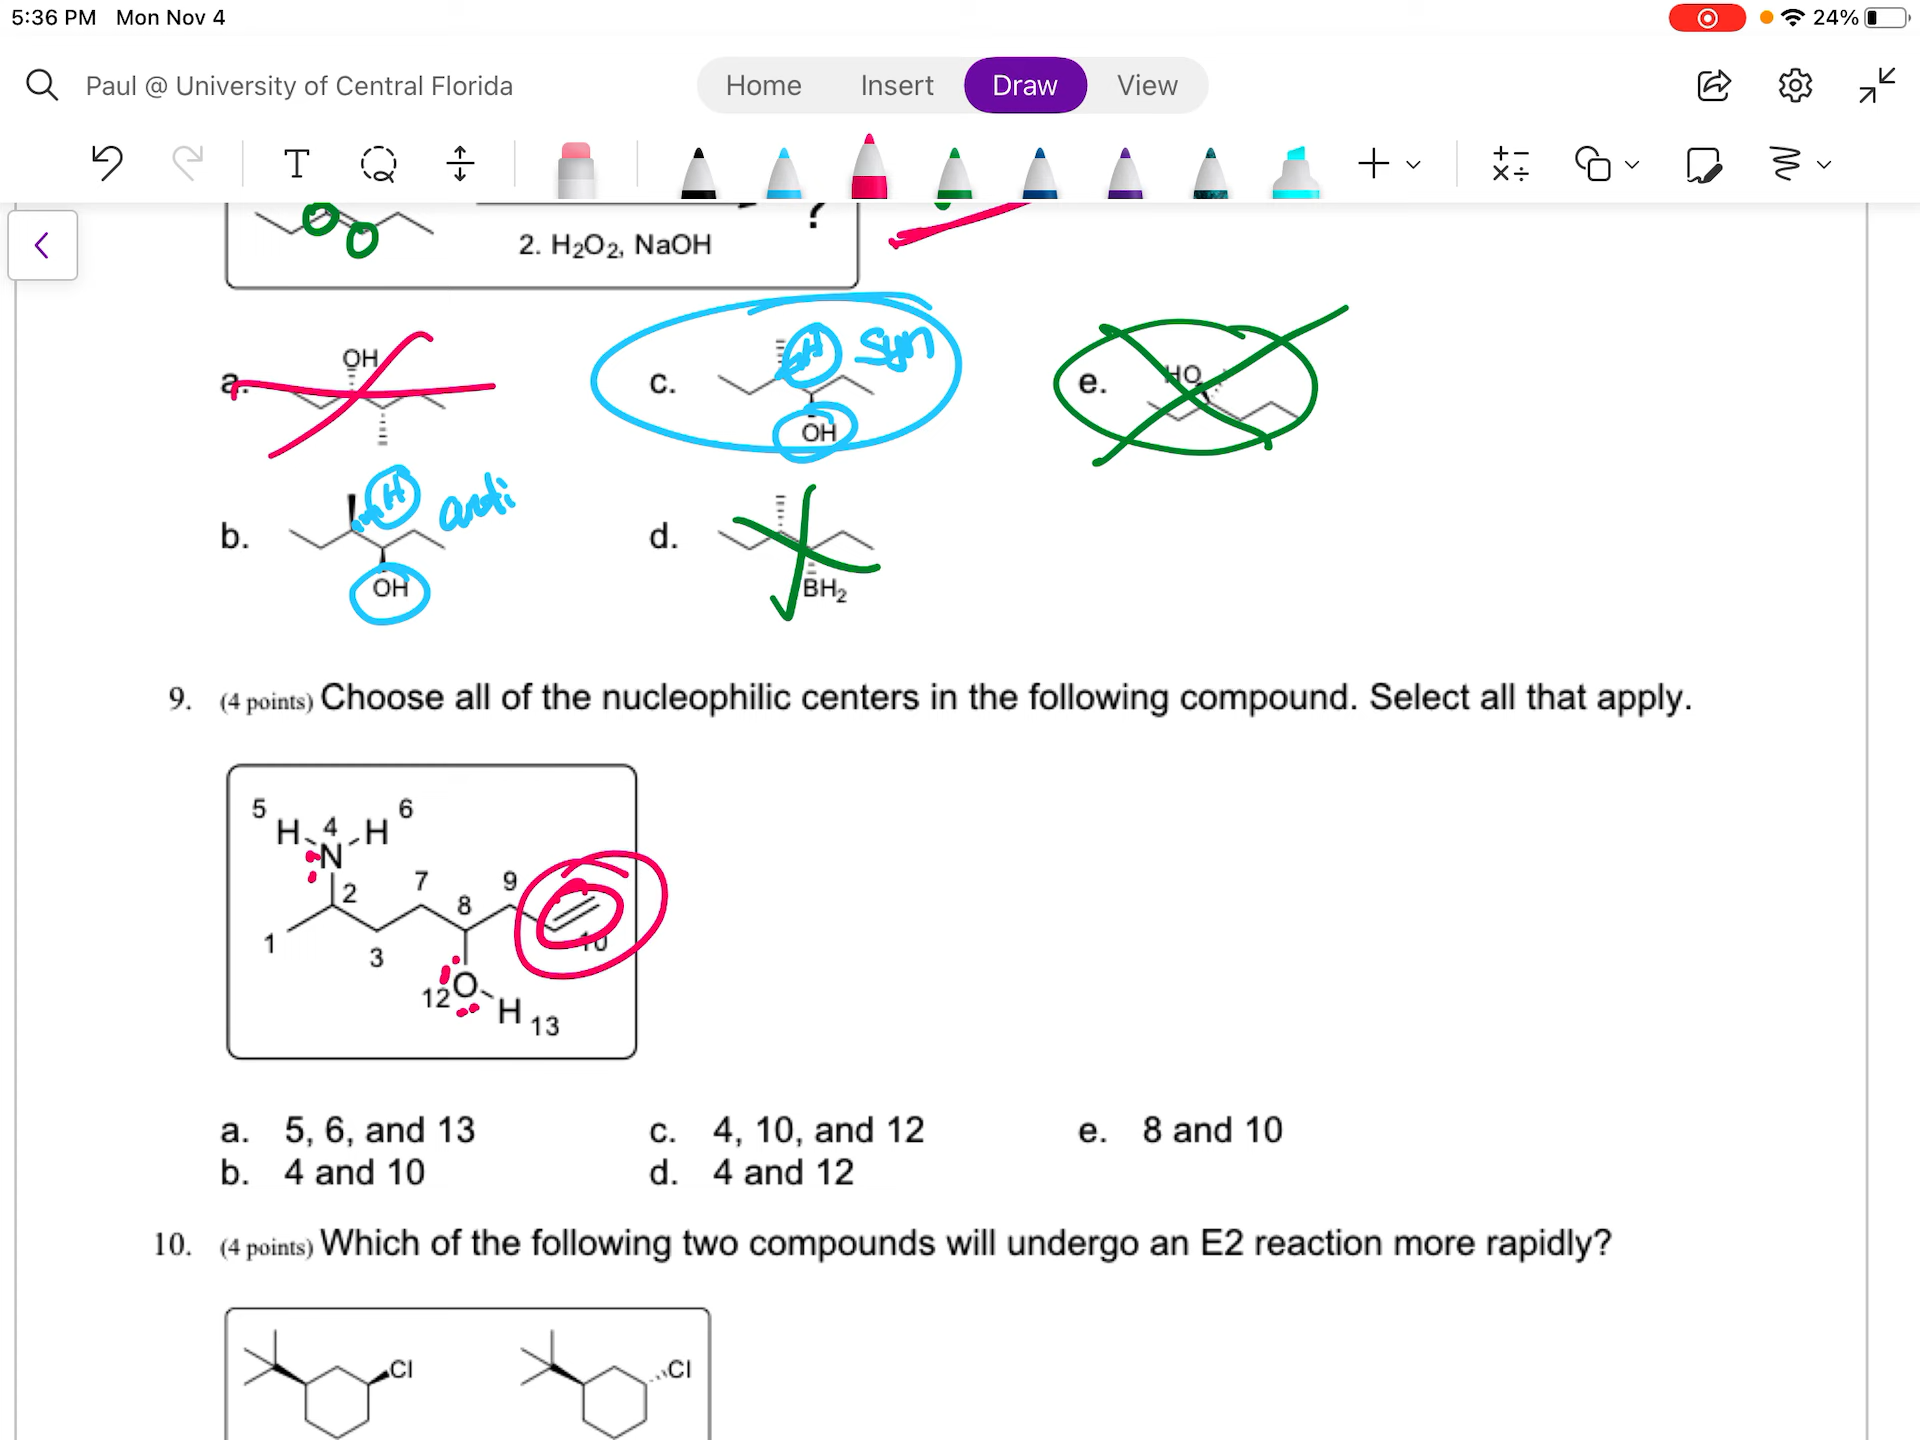 5:36 PM Mon Nov 4
24%
Paul @ University of Central Florida
Home Insert Draw View
T
?
2. H2O2, NaOH
a. OH
c. H Syn
OH
e. HO
b. H anti
OH
d. BH2
9. (4 points) Choose all of the nucleophilic centers in the following compound. Select all that apply.
5 H 4 H 6
N
2 7 9
8
1 3 10
12 O H 13
a. 5, 6, and 13
c. 4, 10, and 12
e. 8 and 10
b. 4 and 10
d. 4 and 12
10. (4 points) Which of the following two compounds will undergo an E2 reaction more rapidly?
Cl Cl